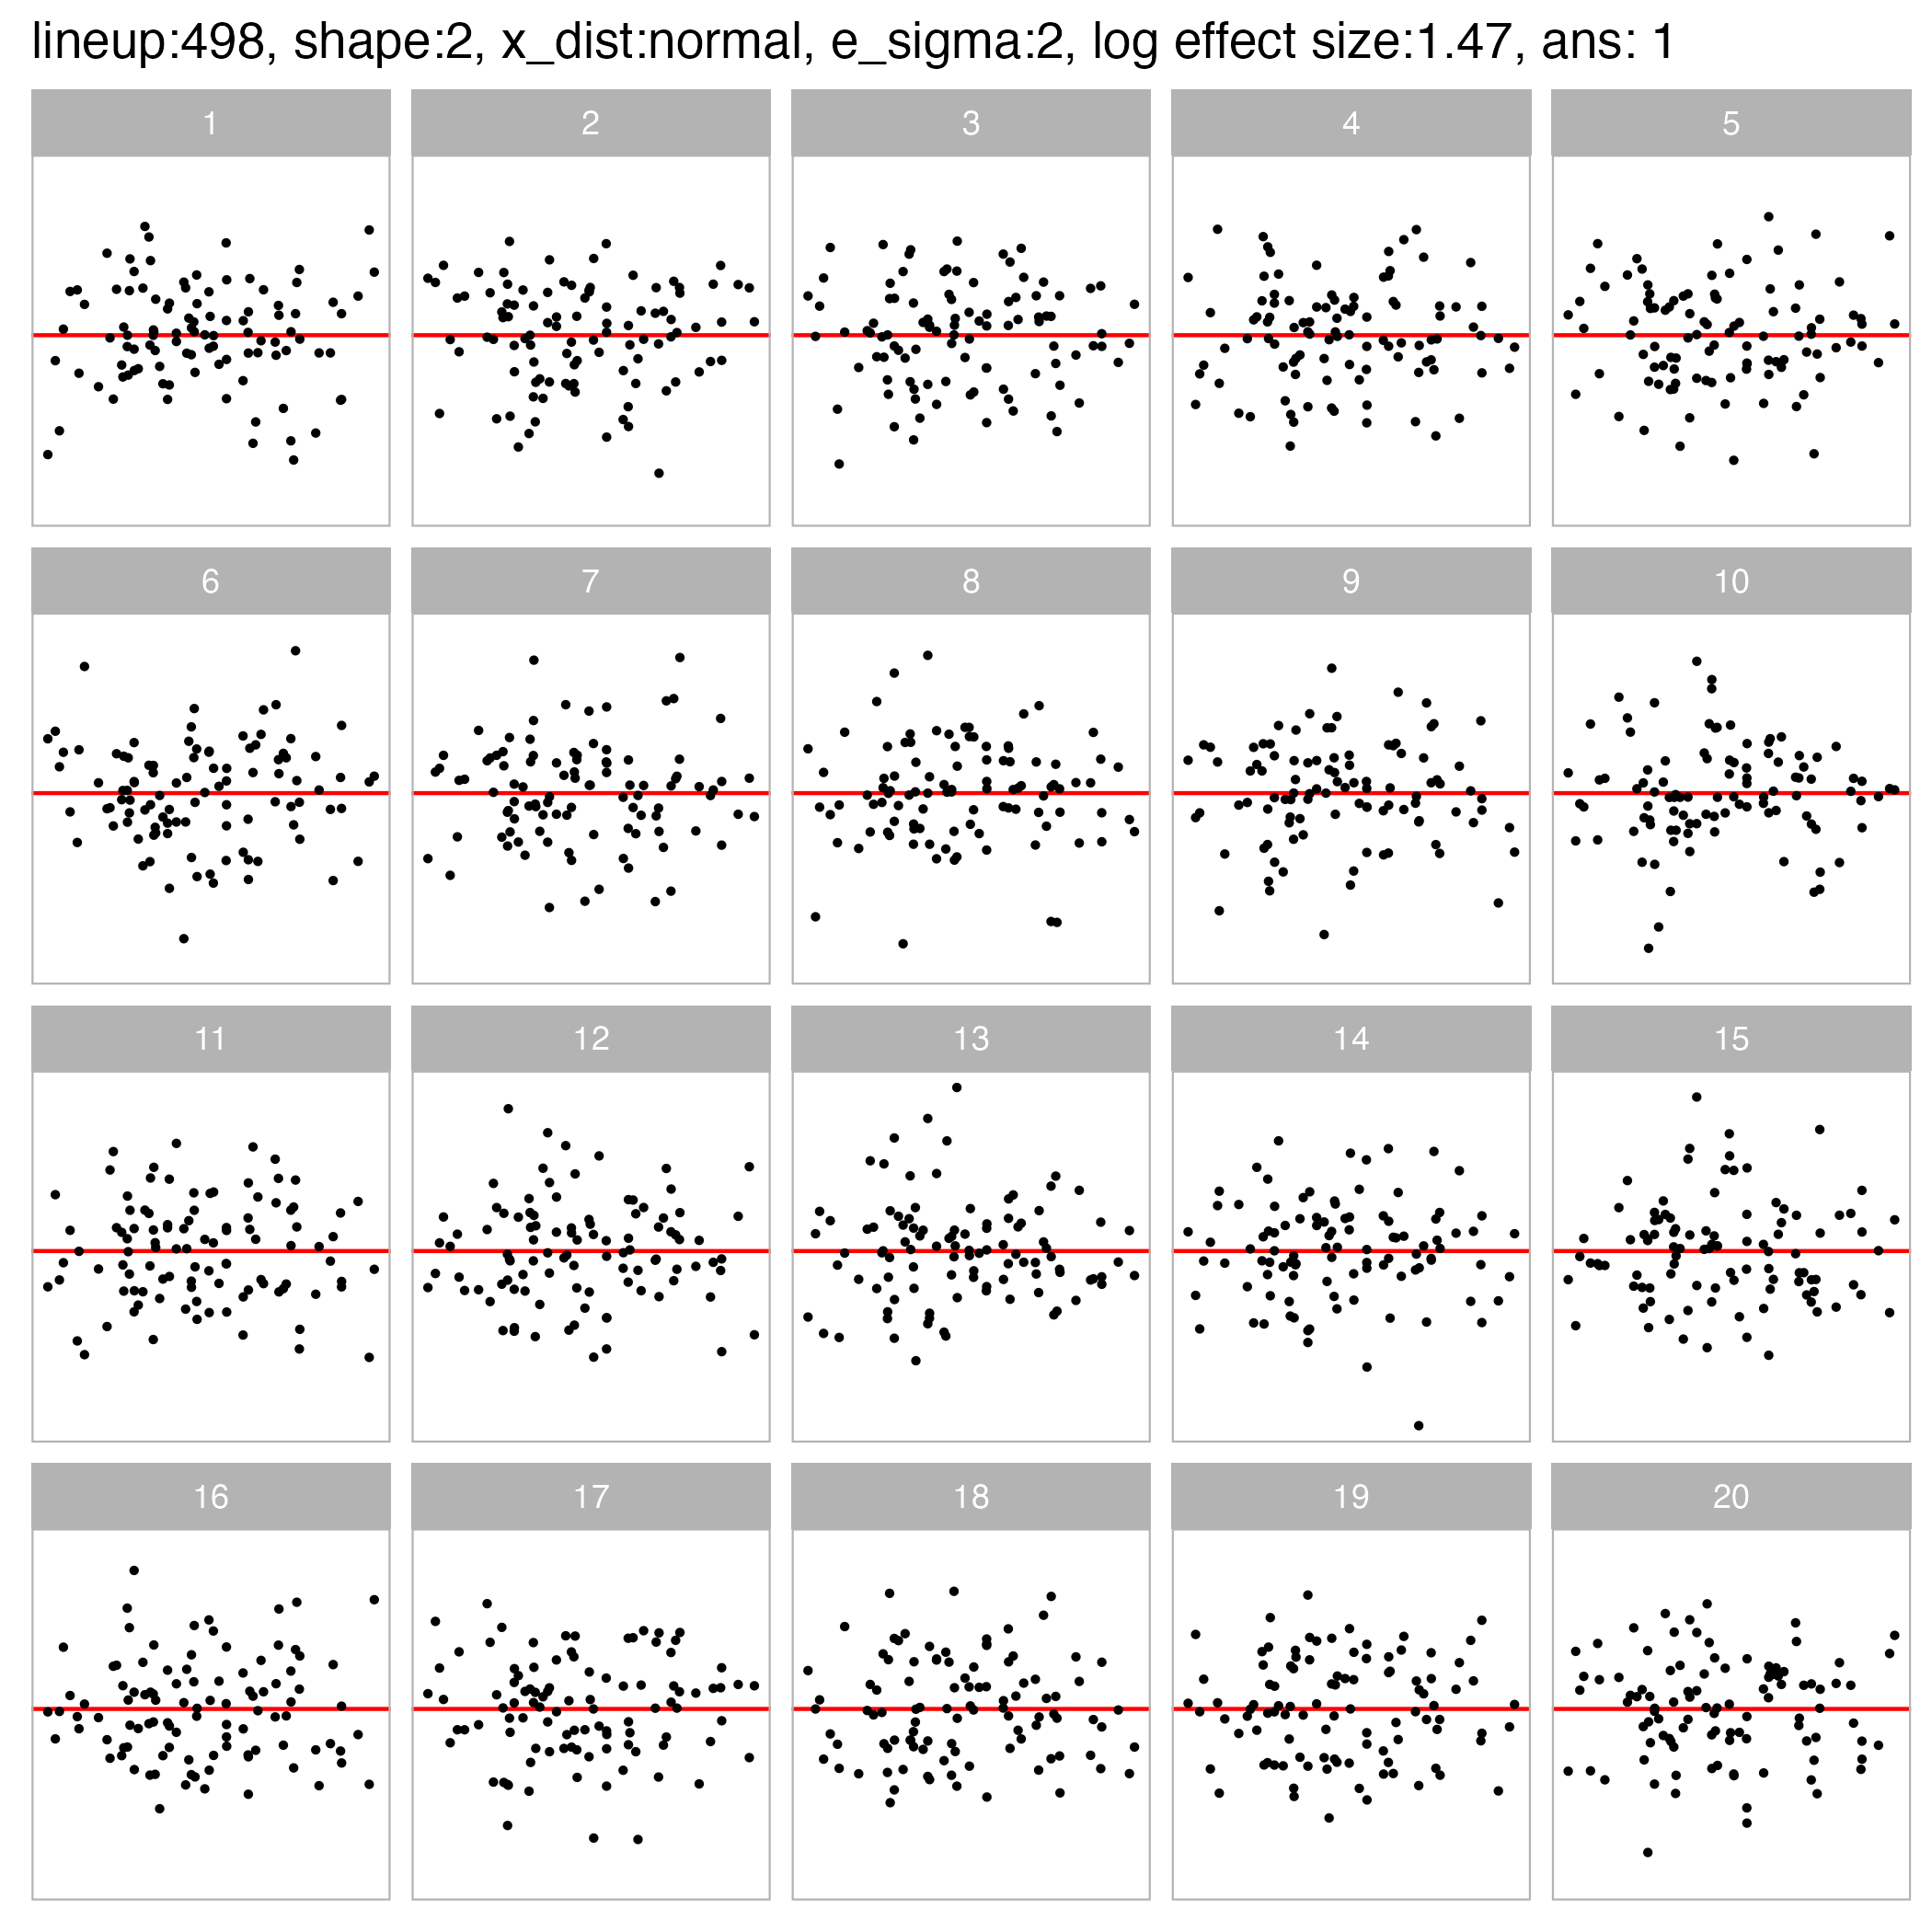 lineup:498, shape:2, x_dist:normal, e_sigma:2, log effect size:1.47, ans: 1
1 2 3 4 5
6 7 8 9 10
11 12 13 14 15
16 17 18 19 20